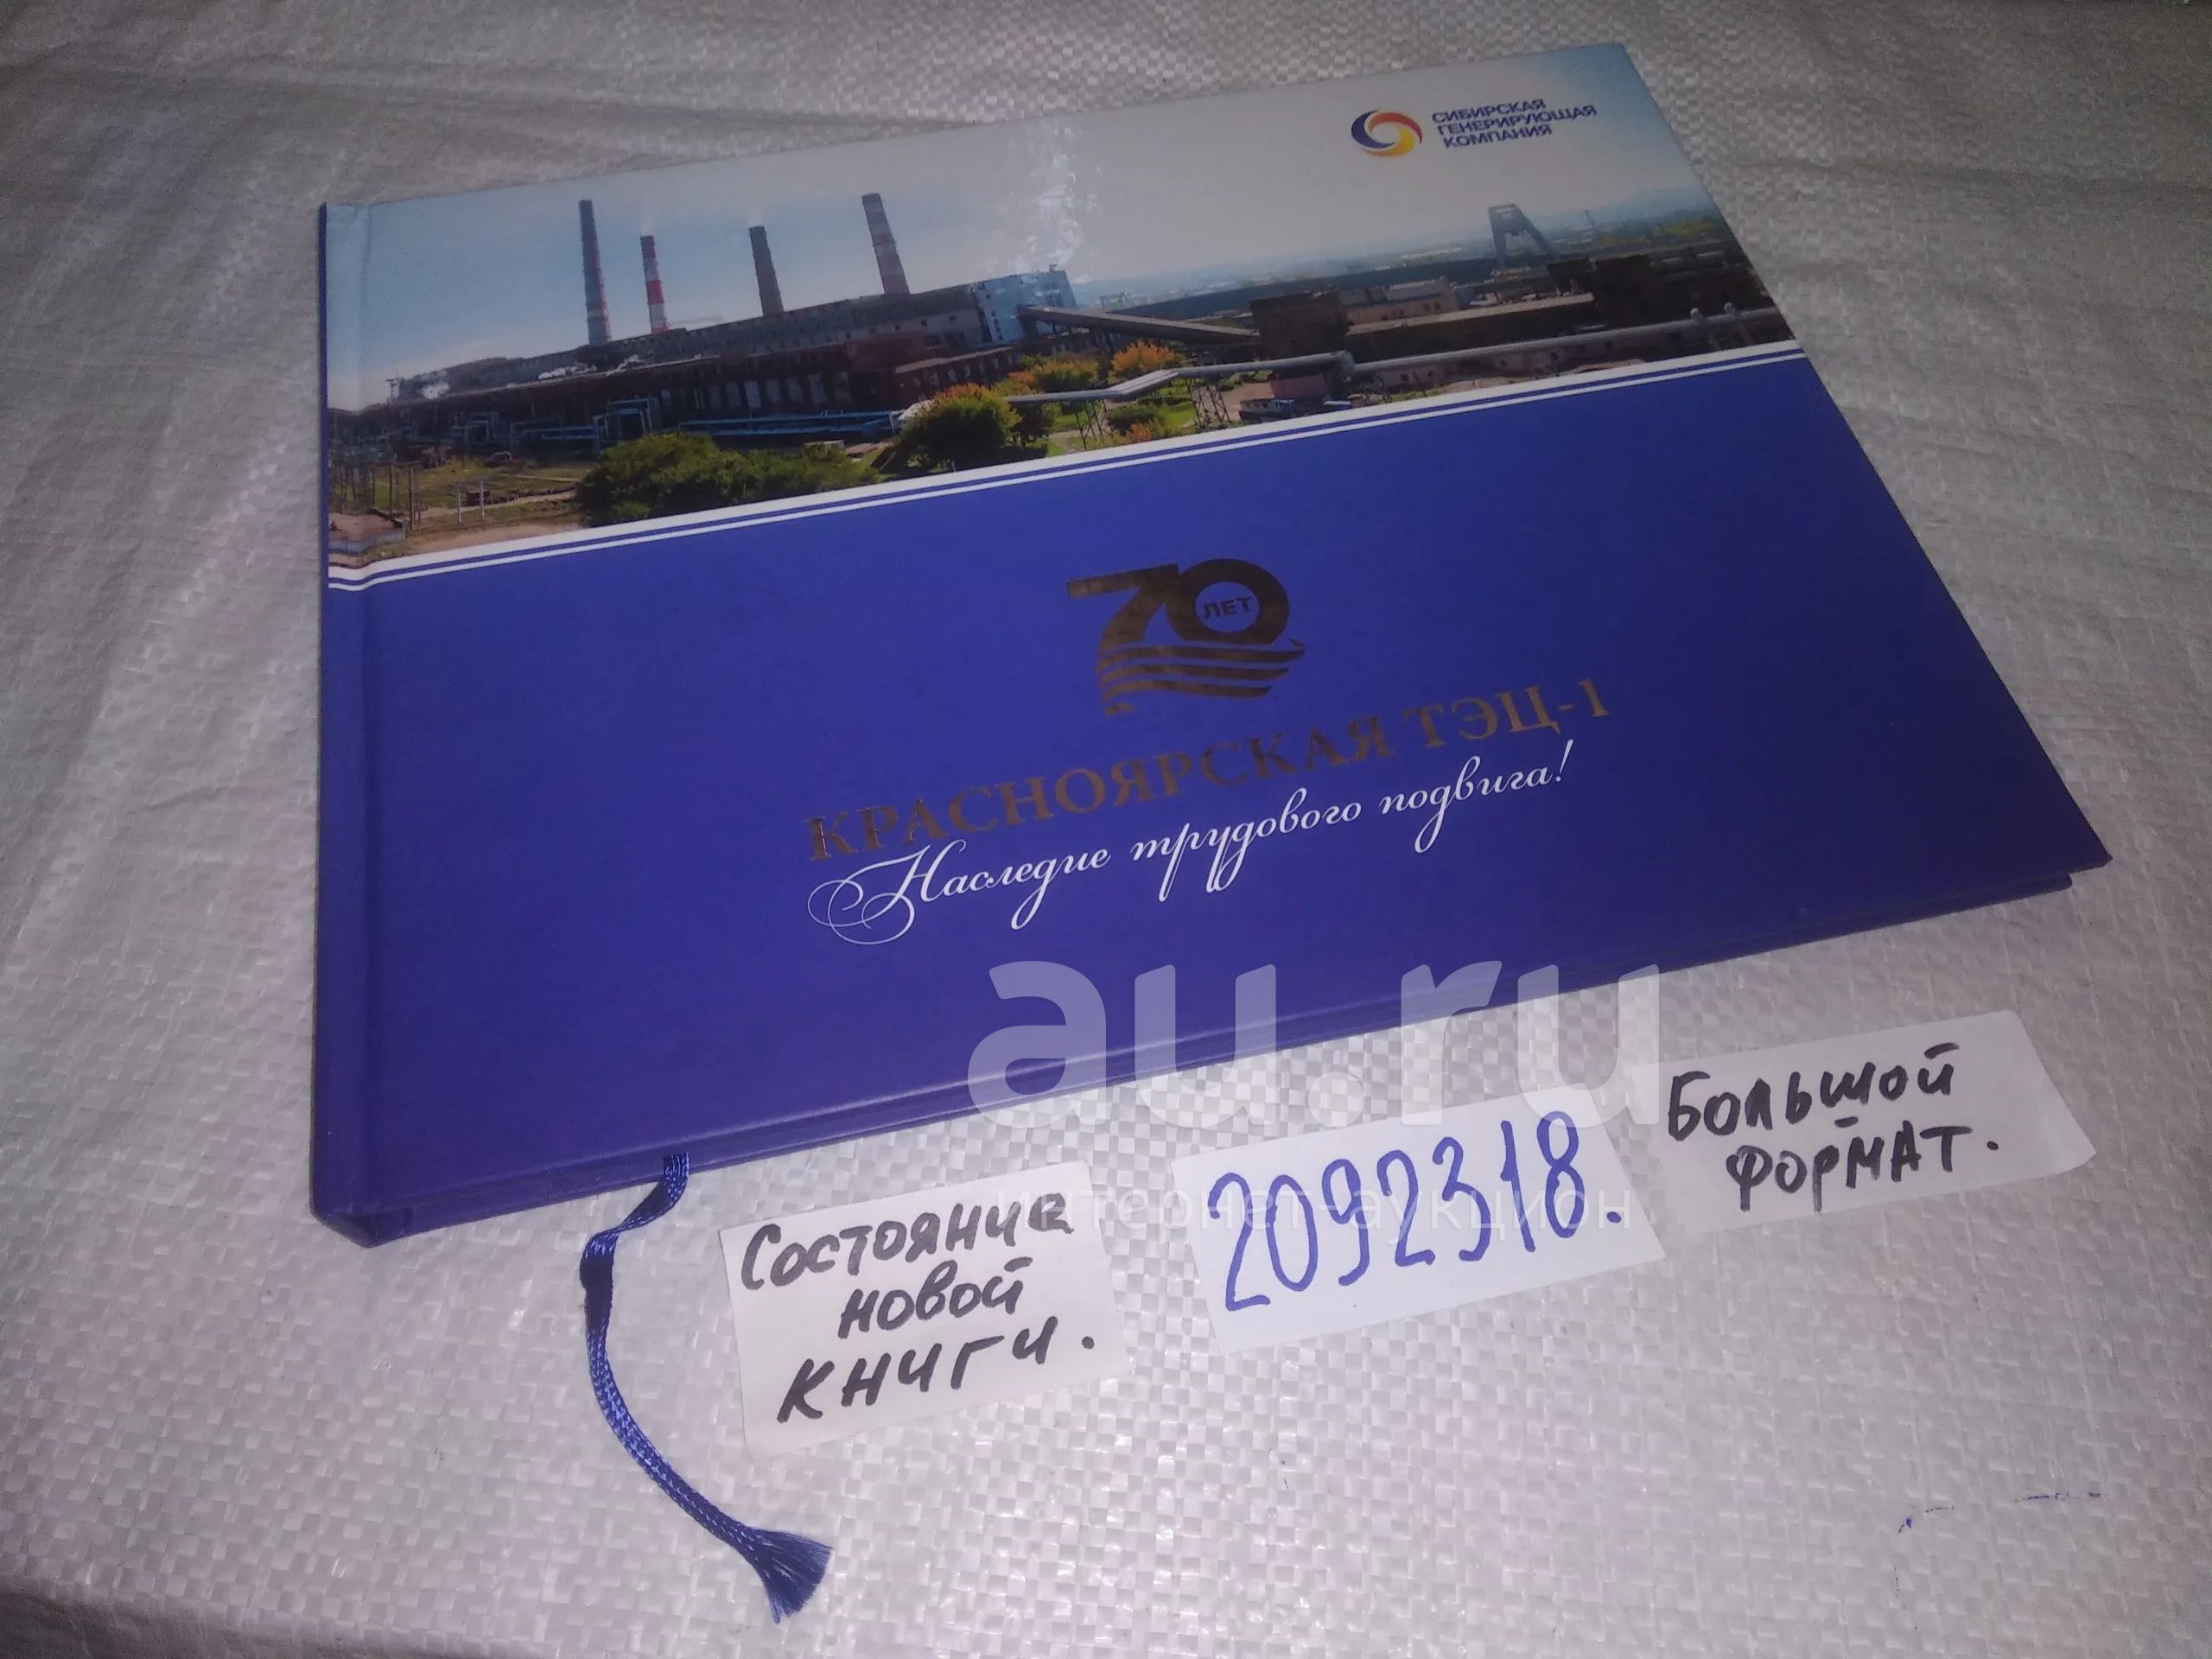 СИБИРСКАЯ
ГЕНЕРИРУЮЩАЯ
КОМПАНИЯ
70
ЛЕТ
КРАСНОЯРСКАЯ ТЭЦ-1
Наследие трудового подвига!
au.ru
интернет-аукцион
Состояние
новой
книги.
2092318.
Большой
формат.